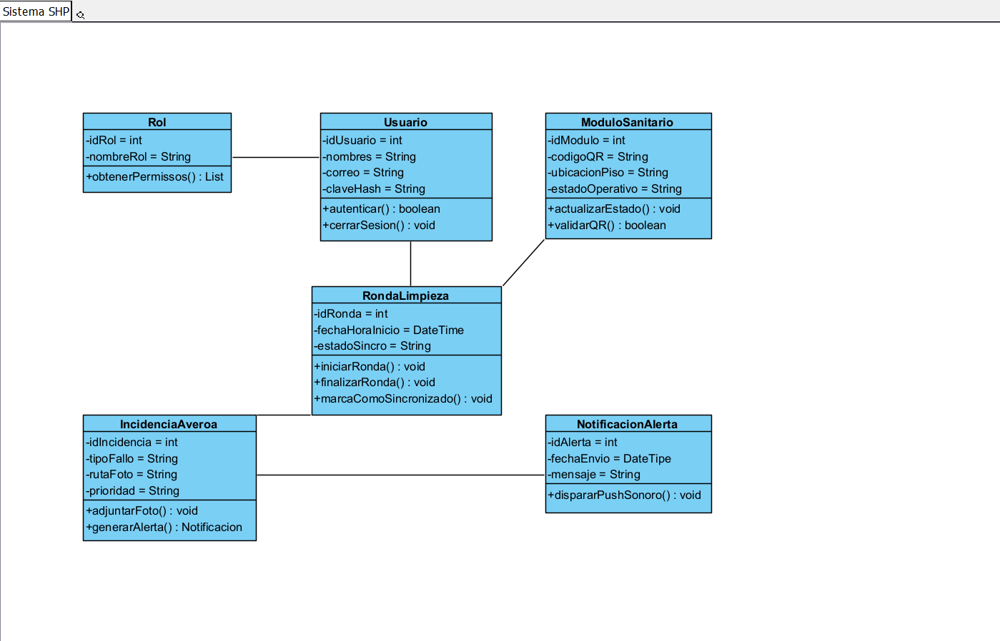 Sistema SHP
Rol
-idRol = int
-nombreRol = String
+obtenerPermissos() : List
Usuario
-idUsuario = int
-nombres = String
-correo = String
-claveHash = String
+autenticar() : boolean
+cerrarSesion() : void
ModuloSanitario
-idModulo = int
-codigoQR = String
-ubicacionPiso = String
-estadoOperativo = String
+actualizarEstado() : void
+validarQR() : boolean
RondaLimpieza
-idRonda = int
-fechaHoraInicio = DateTime
-estadoSincro = String
+iniciarRonda() : void
+finalizarRonda() : void
+marcaComoSincronizado() : void
IncidenciaAveroa
-idIncidencia = int
-tipoFallo = String
-rutaFoto = String
-prioridad = String
+adjuntarFoto() : void
+generarAlerta() : Notificacion
NotificacionAlerta
-idAlerta = int
-fechaEnvio = DateTipe
-mensaje = String
+dispararPushSonoro() : void